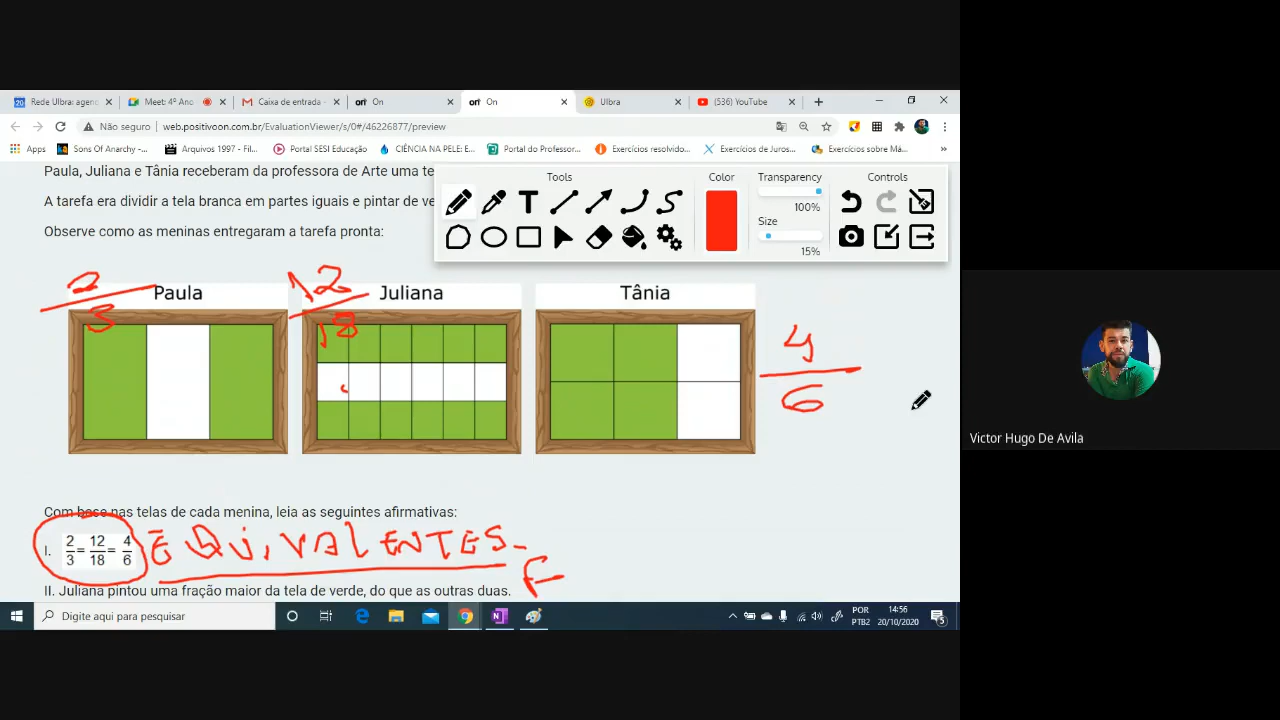 Rede Ulbra: agen
Meet: 4º Ano
Caixa de entrada -
On
On
Ulbra
(536) YouTube
Não seguro
web.positivoon.com.br/EvaluationViewer/s/0#/46226877/preview
Apps
Sons Of Anarchy -...
Arquivos 1997 - Fil...
Portal SESI Educação
CIÊNCIA NA PELE: E...
Portal do Professor...
Exercícios resolvido...
Exercícios de Juros...
Exercícios sobre Má...
Tools
Color
Transparency
Controls
100%
Size
15%
Paula, Juliana e Tânia receberam da professora de Arte uma te
A tarefa era dividir a tela branca em partes iguais e pintar de ve
Observe como as meninas entregaram a tarefa pronta:
2/3
Paula
12/18
Juliana
Tânia
4/6
Victor Hugo De Avila
Com base nas telas de cada menina, leia as seguintes afirmativas:
I. 2/3 = 12/18 = 4/6 EQUIVALENTES
F
II. Juliana pintou uma fração maior da tela de verde, do que as outras duas.
Digite aqui para pesquisar
POR
PTB2
14:56
20/10/2020
5